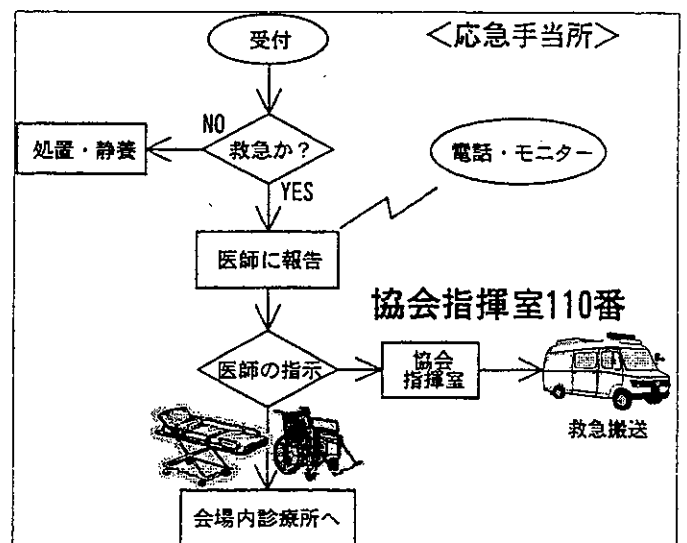 受付
<応急手当所>
NO
処置・静養
救急か?
電話・モニター
YES
医師に報告
協会指揮室110番
医師の指示
協会
指揮室
救急搬送
会場内診療所へ